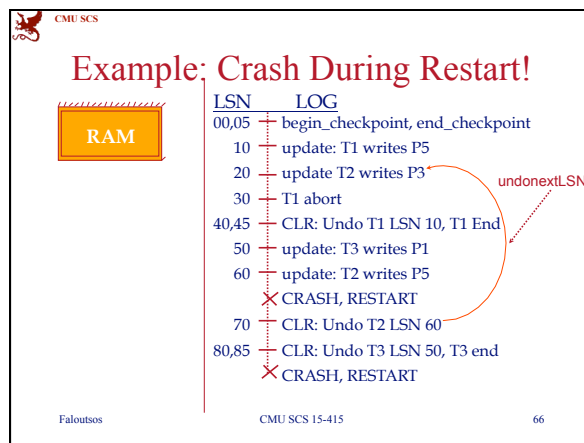 CMU SCS
Example: Crash During Restart!
RAM
LSN LOG
00,05 begin_checkpoint, end_checkpoint
10 update: T1 writes P5
20 update T2 writes P3
undonextLSN
30 T1 abort
40,45 CLR: Undo T1 LSN 10, T1 End
50 update: T3 writes P1
60 update: T2 writes P5
CRASH, RESTART
70 CLR: Undo T2 LSN 60
80,85 CLR: Undo T3 LSN 50, T3 end
CRASH, RESTART
Faloutsos CMU SCS 15-415 66